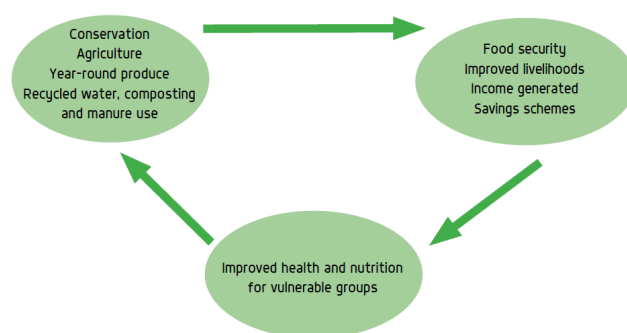 Conservation
Agriculture
Year-round produce
Recycled water, composting
and manure use
Food security
Improved livelihoods
Income generated
Savings schemes
Improved health and nutrition
for vulnerable groups